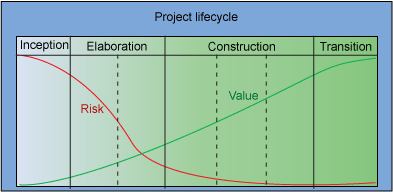 Project lifecycle
Inception Elaboration Construction Transition
Value
Risk